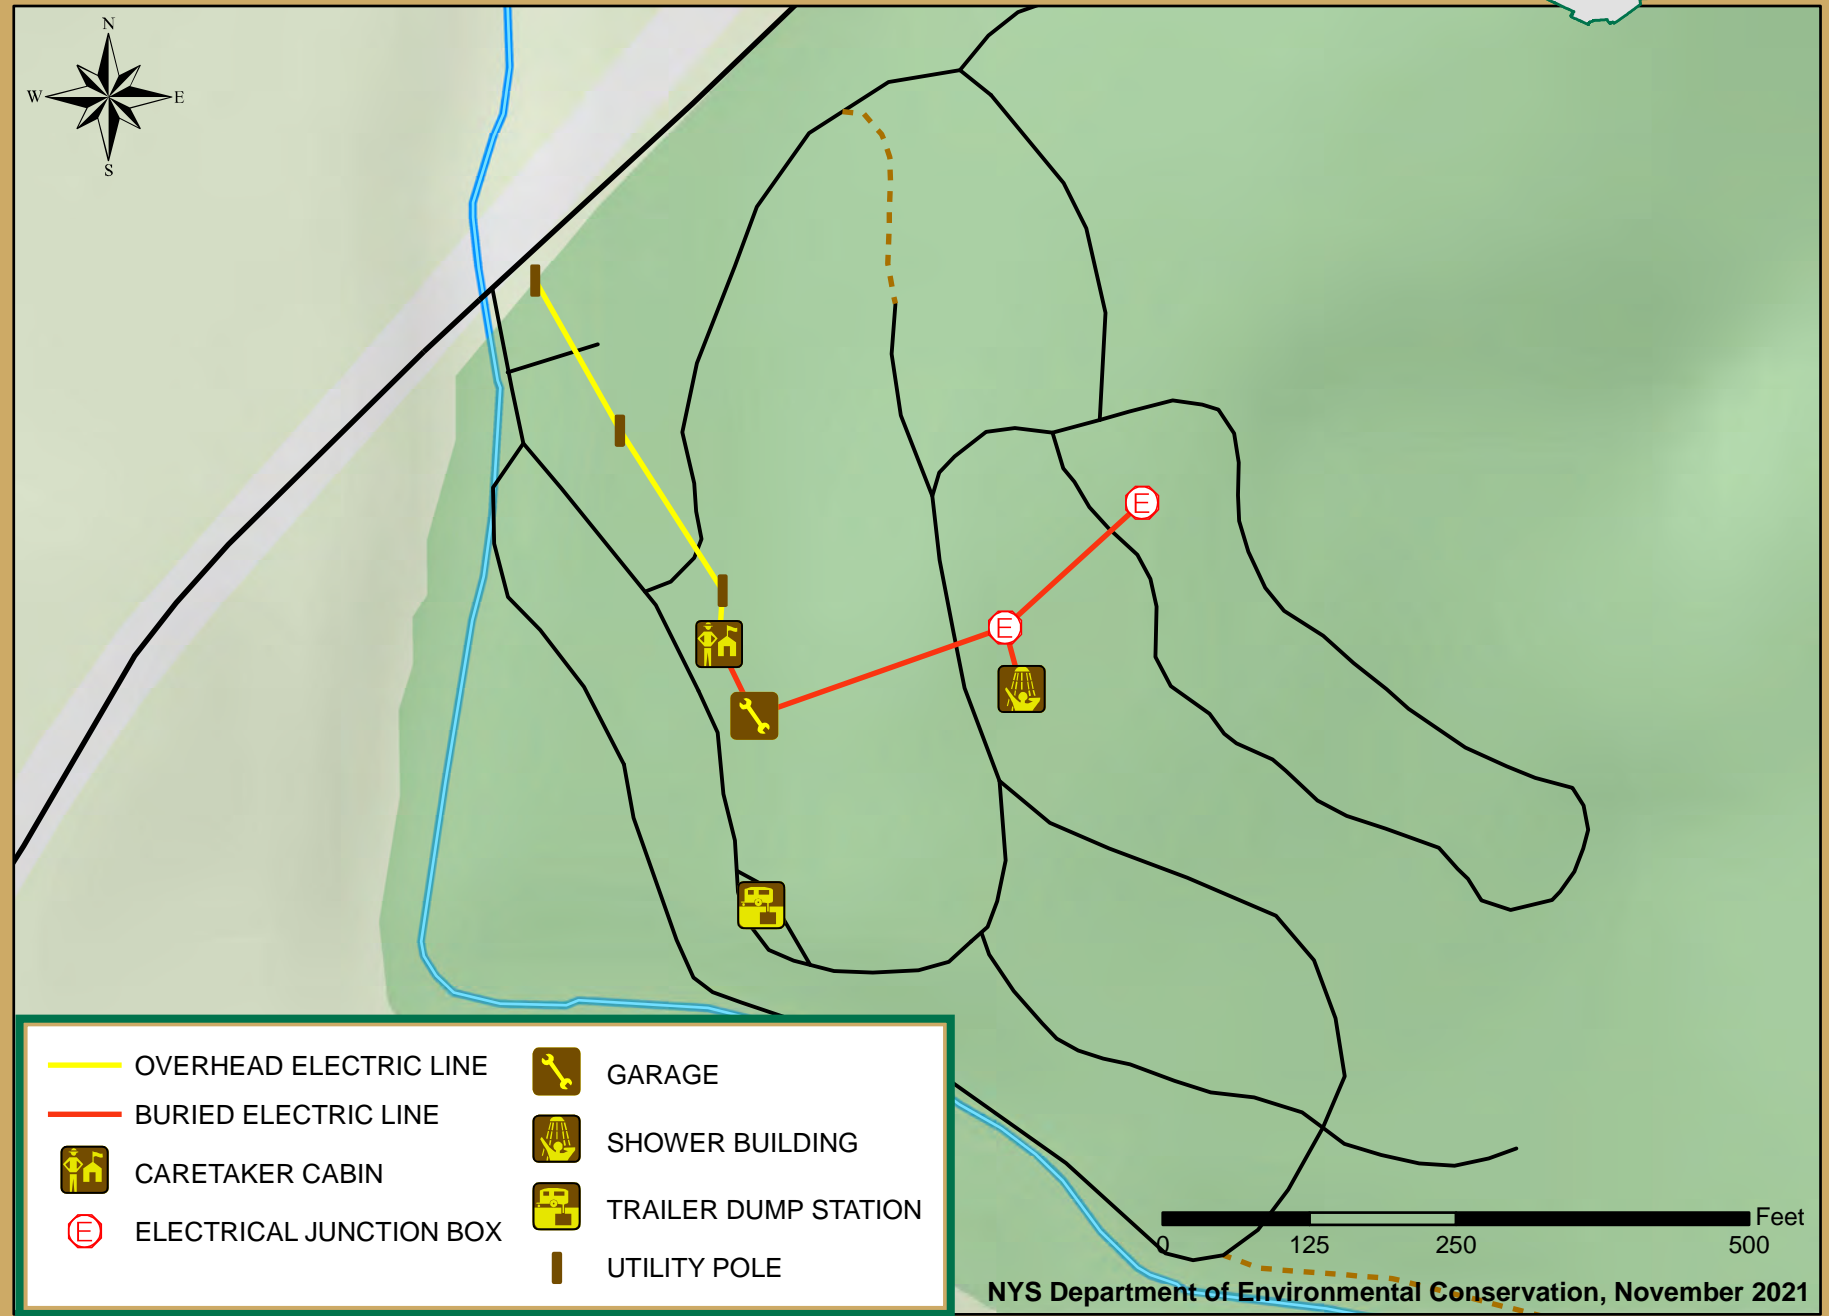 N
W
E
S
E
E
OVERHEAD ELECTRIC LINE
BURIED ELECTRIC LINE
CARETAKER CABIN
E
ELECTRICAL JUNCTION BOX
GARAGE
SHOWER BUILDING
TRAILER DUMP STATION
UTILITY POLE
Feet
0 125 250 500
NYS Department of Environmental Conservation, November 2021